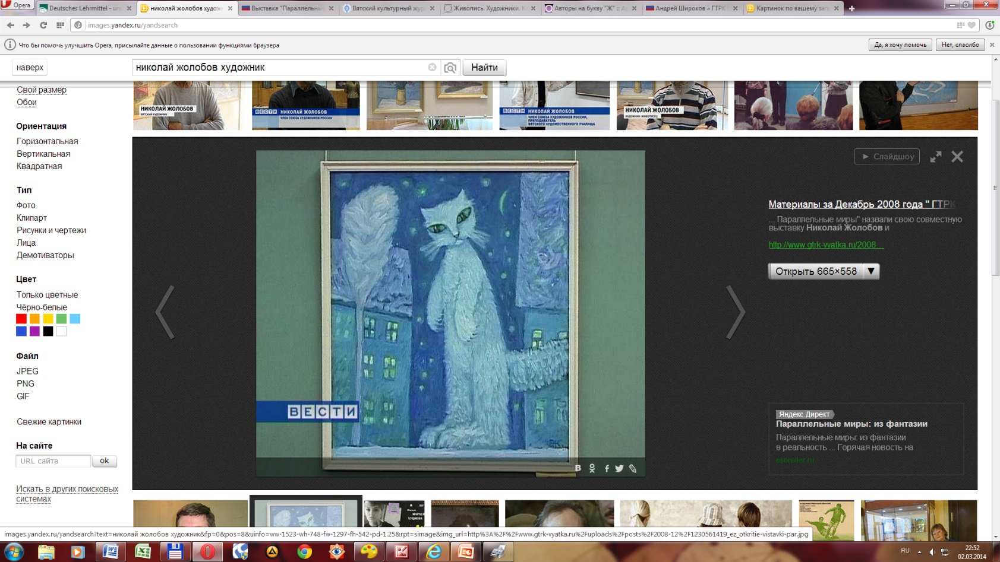 Opera
Deutsches Lehrmittel -
николай жолобов худож
Выставка "Параллельны
Вятский культурный жур
Живопись. Художники.
Авторы на букву "Ж" ::
Андрей Широков » ГТРК
Картинок по вашему зап
images.yandex.ru/yandsearch
Что бы помочь улучшить Opera, присылайте данные о пользовании функциями браузера
Да, я хочу помочь
Нет, спасибо
наверх
николай жолобов художник
Найти
Свой размер
Обои
Ориентация
Горизонтальная
Вертикальная
Квадратная
Тип
Фото
Клипарт
Рисунки и чертежи
Лица
Демотиваторы
Цвет
Только цветные
Чёрно-белые
Файл
JPEG
PNG
GIF
Свежие картинки
На сайте
URL сайта
ok
Искать в других поисковых
системах
НИКОЛАЙ ЖОЛОБОВ
ВЯТСКИЙ ХУДОЖНИК
ВЕСТИ НИКОЛАЙ ЖОЛОБОВ
ЧЛЕН СОЮЗА ХУДОЖНИКОВ РОССИИ
ВЕСТИ НИКОЛАЙ ЖОЛОБОВ
ЧЛЕН СОЮЗА ХУДОЖНИКОВ РОССИИ,
ПРЕПОДАВАТЕЛЬ
ВЯТСКОГО ХУДОЖЕСТВЕННОГО УЧИЛИЩА
НИКОЛАЙ ЖОЛОБОВ
ХУДОЖНИК-ЖИВОПИСЕЦ
ВЕСТИ
Слайдшоу
Материалы за Декабрь 2008 года " ГТРК
... Параллельные миры" назвали свою совместную
выставку Николай Жолобов и
http://www.gtrk-vyatka.ru/2008...
Открыть 665×558
Яндекс.Директ
Параллельные миры: из фантазии
Параллельные миры: из фантазии
в реальность ... Горячая новость на
esoreiter.ru
images.yandex.ru/yandsearch?text=николай жолобов художник&fp=0&pos=8&uinfo=ww-1523-wh-748-fw-1297-fh-542-pd-1.25&rpt=simage&img_url=http%3A%2F%2Fwww.gtrk-vyatka.ru%2Fuploads%2Fposts%2F2008-12%2F1230561419_ez_otkritie-vistavki-par.jpg
RU
22:52
02.03.2014